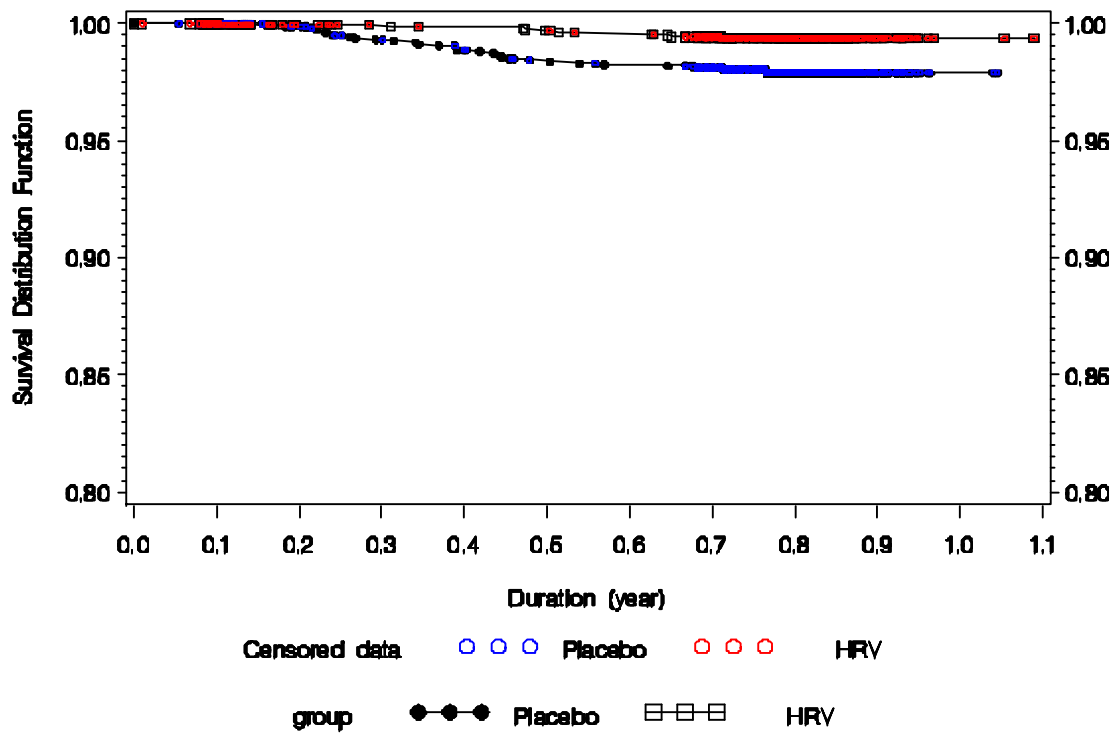 1.00 1.00
0.95 0.95
0.90 0.90
0.85 0.85
0.80 0.80
Survival Distribution Function
0.0 0.1 0.2 0.3 0.4 0.5 0.6 0.7 0.8 0.9 1.0 1.1
Duration (year)
Censored data Placebo HRV
group Placebo HRV